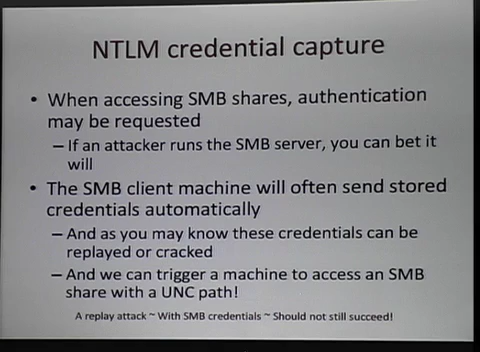 NTLM credential capture
• When accessing SMB shares, authentication
may be requested
– If an attacker runs the SMB server, you can bet it
will
• The SMB client machine will often send stored
credentials automatically
– And as you may know these credentials can be
replayed or cracked
– And we can trigger a machine to access an SMB
share with a UNC path!
A replay attack ~ With SMB credentials ~ Should not still succeed!